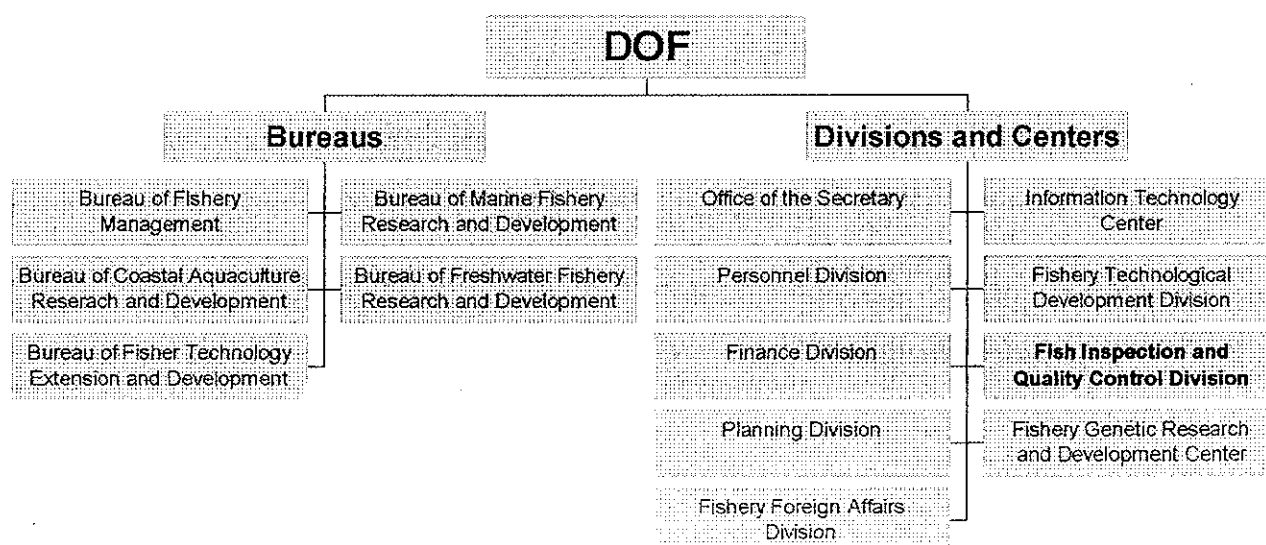 DOF
Bureaus
Bureau of Fishery
Management
Bureau of Marine Fishery
Research and Development
Bureau of Coastal Aquaculture
Reserach and Development
Bureau of Freshwater Fishery
Research and Development
Bureau of Fisher Technology
Extension and Development
Divisions and Centers
Office of the Secretary
Information Technology
Center
Personnel Division
Fishery Technological
Development Division
Finance Division
Fish Inspection and
Quality Control Division
Planning Division
Fishery Genetic Research
and Development Center
Fishery Foreign Affairs
Division